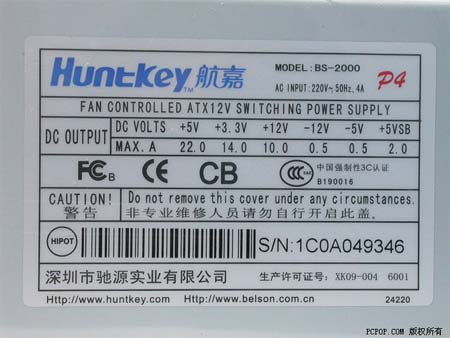 Huntkey 航嘉
MODEL: BS-2000
AC INPUT: 220V~50Hz, 4A
P4
FAN CONTROLLED ATX12V SWITCHING POWER SUPPLY
DC OUTPUT
DC VOLTS +5V +3.3V +12V -12V -5V +5VSB
MAX. A 22.0 14.0 10.0 0.5 0.5 2.0
FC B CE CB CCC 中国强制性3C认证
B190016
CAUTION! Do not remove this cover under any circumstances.
警告 非专业维修人员请勿自行开启此盖.
HIPOT S/N:1C0A049346
深圳市驰源实业有限公司 生产许可证号: XK09-004 6001
Http://www.huntkey.com Http://www.belson.com.cn 24220
PCPOP.COM 版权所有